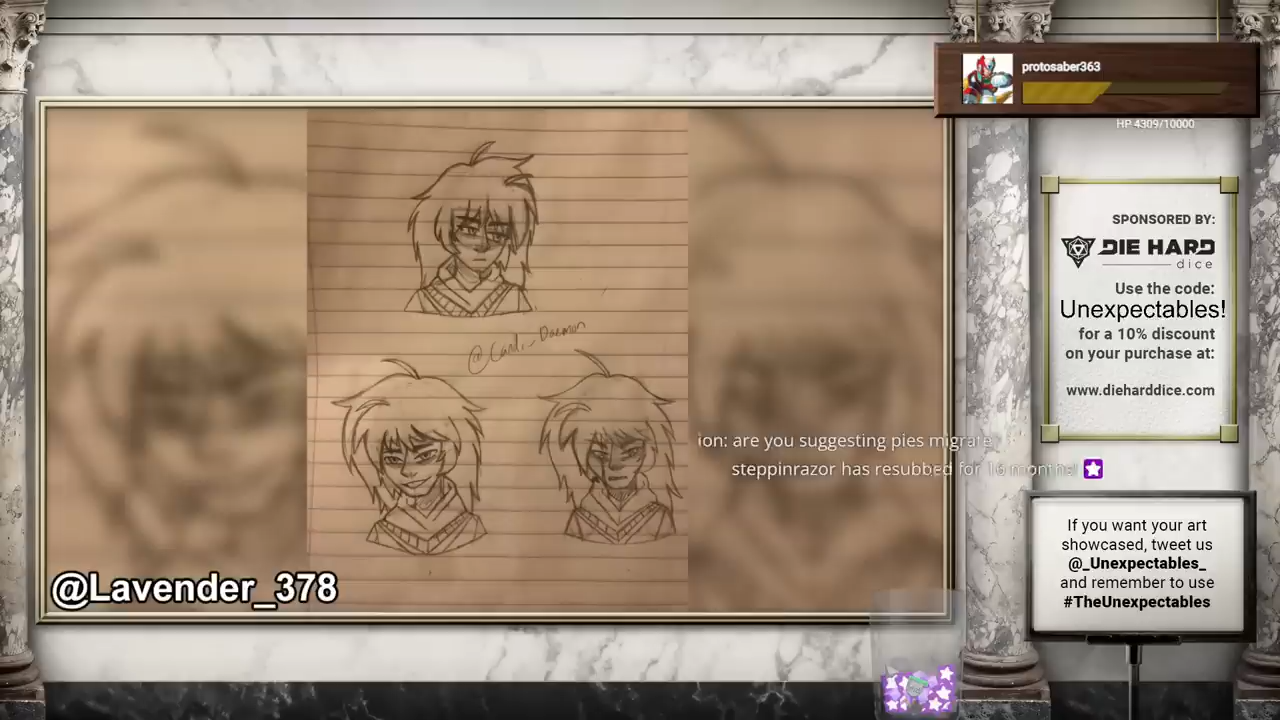 protosaber363
HP 4309/10000
SPONSORED BY:
DIE HARD
dice
Use the code:
Unexpectables!
for a 10% discount
on your purchase at:
www.dieharddice.com
ion: are you suggesting pies migrate
steppinrazor has resubbed for 16 months!
If you want your art
showcased, tweet us
@_Unexpectables_
and remember to use
#TheUnexpectables
@Lavender_378